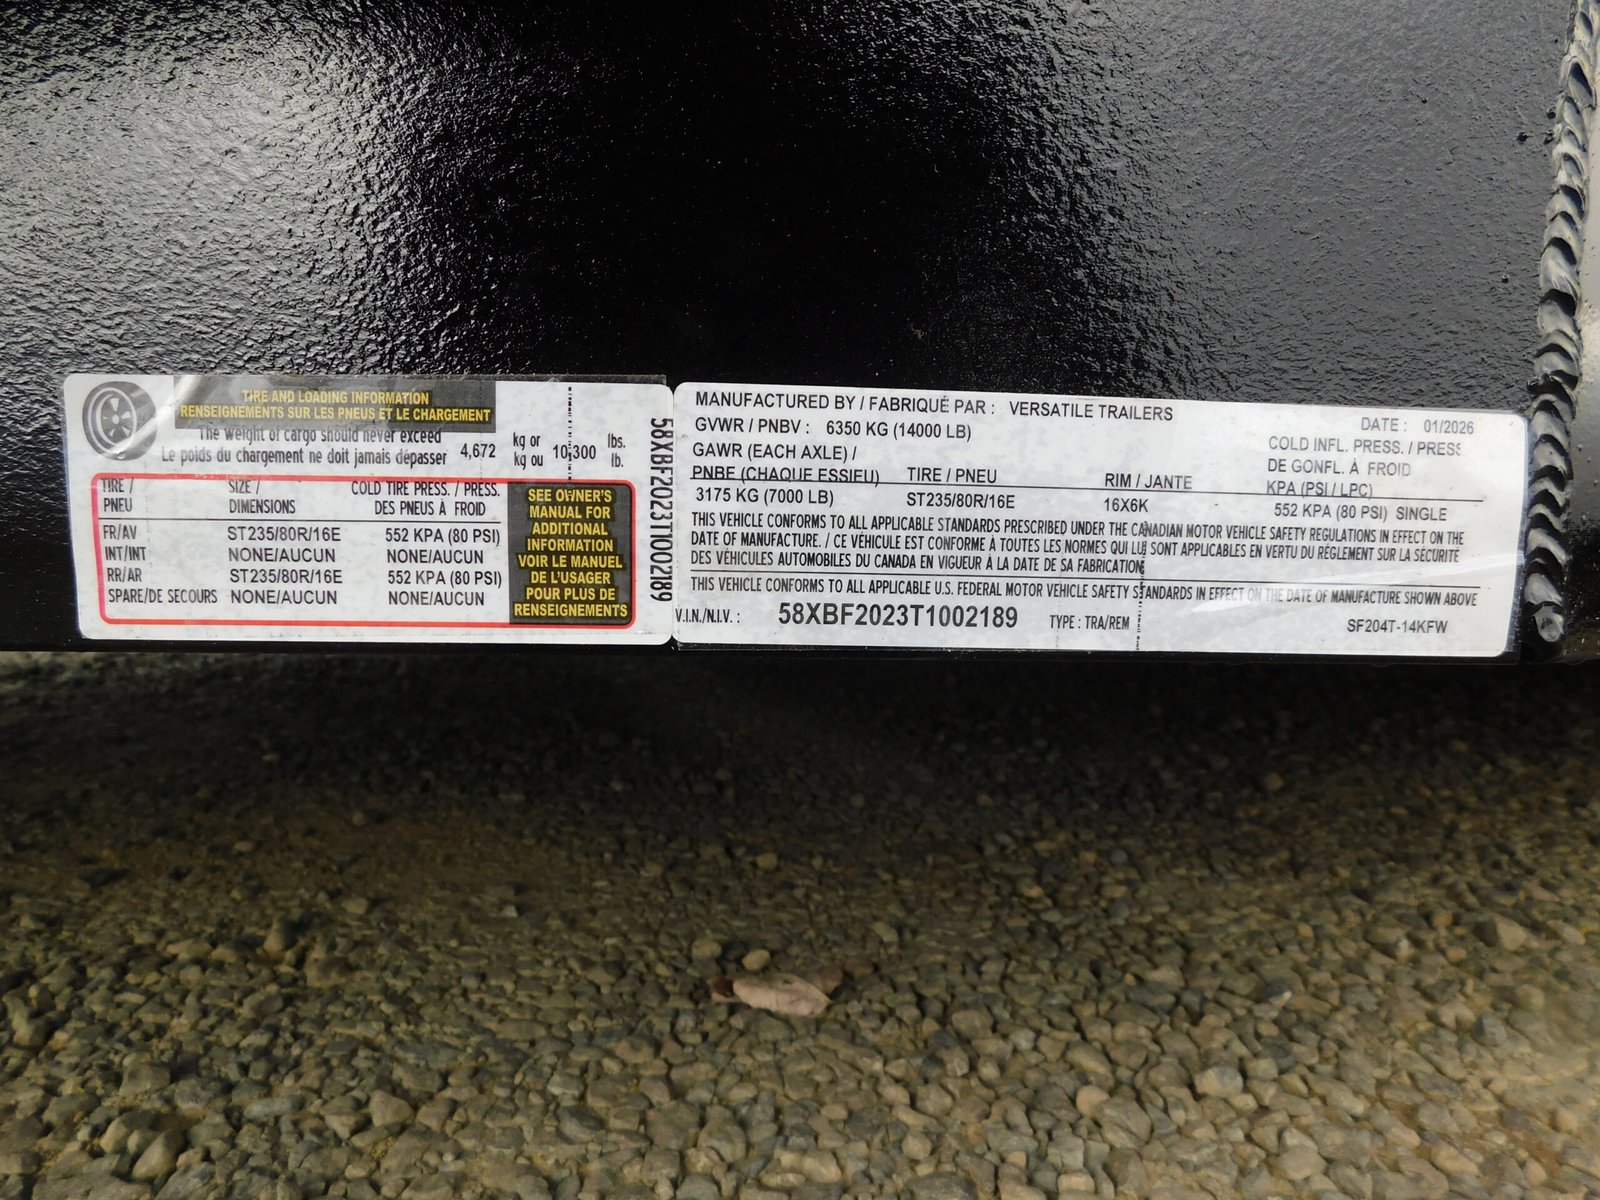 TIRE AND LOADING INFORMATION
RENSEIGNEMENTS SUR LES PNEUS ET LE CHARGEMENT
The weight of cargo should never exceed
Le poids du chargement ne doit jamais dépasser
4,672
kg or
kg ou
10,300
lbs.
lb.
TIRE /
PNEU
SIZE /
DIMENSIONS
COLD TIRE PRESS. / PRESS.
DES PNEUS À FROID
FR/AV ST235/80R/16E 552 KPA (80 PSI)
INT/INT NONE/AUCUN NONE/AUCUN
RR/AR ST235/80R/16E 552 KPA (80 PSI)
SPARE/DE SECOURS NONE/AUCUN NONE/AUCUN
SEE OWNER'S
MANUAL FOR
ADDITIONAL
INFORMATION
VOIR LE MANUEL
DE L'USAGER
POUR PLUS DE
RENSEIGNEMENTS
58XBF2023T1002189
MANUFACTURED BY / FABRIQUÉ PAR : VERSATILE TRAILERS
DATE : 01/2026
GVWR / PNBV : 6350 KG (14000 LB)
GAWR (EACH AXLE) /
PNBE (CHAQUE ESSIEU) TIRE / PNEU RIM / JANTE
COLD INFL. PRESS. / PRESS
DE GONFL. À FROID
KPA (PSI / LPC)
3175 KG (7000 LB) ST235/80R/16E 16X6K 552 KPA (80 PSI) SINGLE
THIS VEHICLE CONFORMS TO ALL APPLICABLE STANDARDS PRESCRIBED UNDER THE CANADIAN MOTOR VEHICLE SAFETY REGULATIONS IN EFFECT ON THE
DATE OF MANUFACTURE. / CE VÉHICULE EST CONFORME À TOUTES LES NORMES QUI LUI SONT APPLICABLES EN VERTU DU RÉGLEMENT SUR LA SÉCURITÉ
DES VÉHICULES AUTOMOBILES DU CANADA EN VIGUEUR À LA DATE DE SA FABRICATION
THIS VEHICLE CONFORMS TO ALL APPLICABLE U.S. FEDERAL MOTOR VEHICLE SAFETY STANDARDS IN EFFECT ON THE DATE OF MANUFACTURE SHOWN ABOVE
V.I.N./N.I.V. : 58XBF2023T1002189 TYPE : TRA/REM SF204T-14KFW